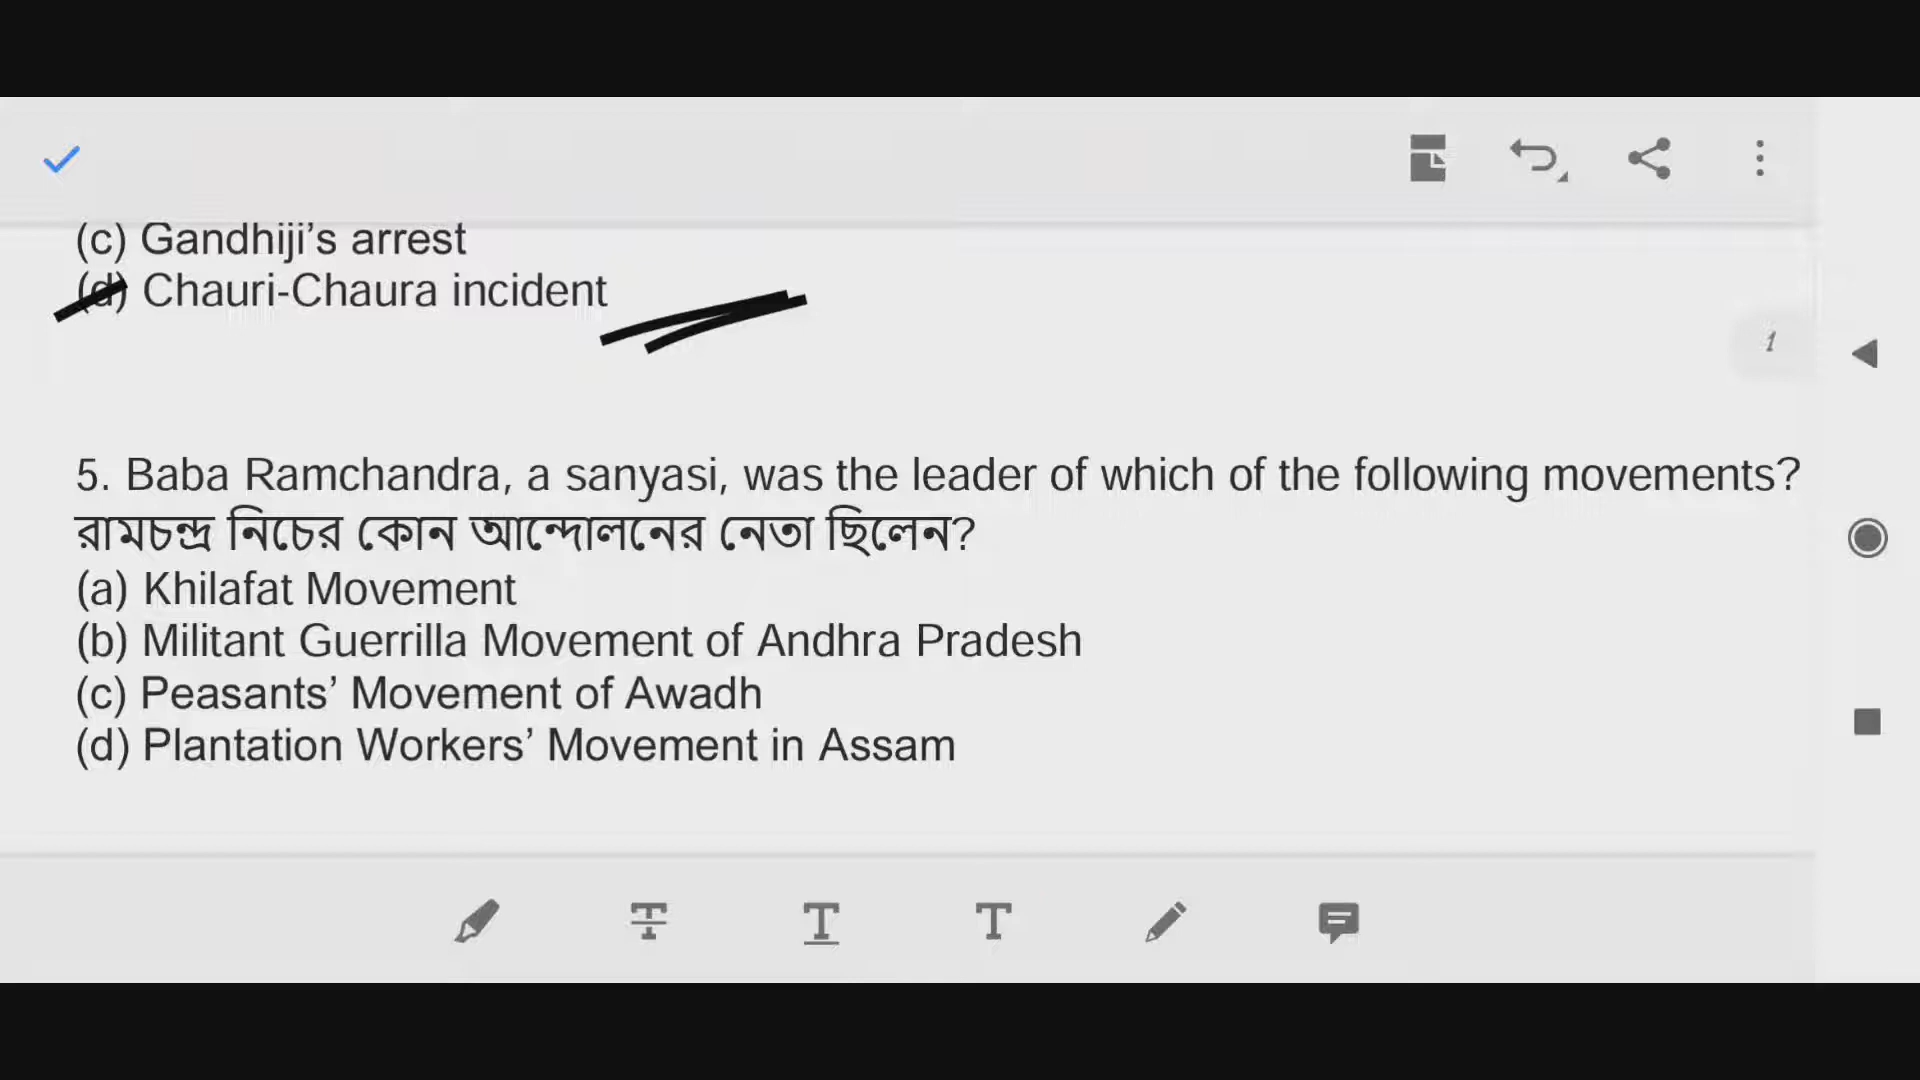 (c) Gandhiji’s arrest
(d) Chauri-Chaura incident
1
5. Baba Ramchandra, a sanyasi, was the leader of which of the following movements?
রামচন্দ্র নিচের কোন আন্দোলনের নেতা ছিলেন?
(a) Khilafat Movement
(b) Militant Guerrilla Movement of Andhra Pradesh
(c) Peasants’ Movement of Awadh
(d) Plantation Workers’ Movement in Assam